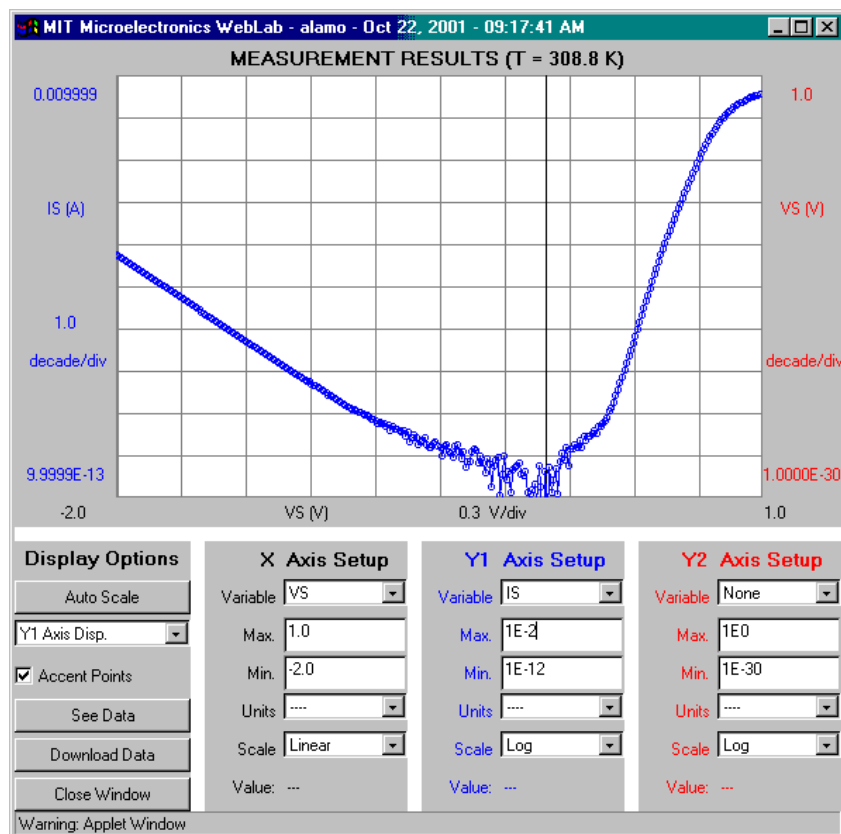 MIT Microelectronics WebLab - alamo - Oct 22, 2001 - 09:17:41 AM
MEASUREMENT RESULTS (T = 308.8 K)
0.009999
1.0
IS (A)
VS (V)
1.0
decade/div
decade/div
9.9999E-13
1.0000E-30
-2.0
VS (V)
0.3 V/div
1.0
Display Options
Auto Scale
Y1 Axis Disp.
Accent Points
See Data
Download Data
Close Window
X Axis Setup
Variable VS
Max. 1.0
Min. -2.0
Units ----
Scale Linear
Value: ---
Y1 Axis Setup
Variable IS
Max. 1E-2
Min. 1E-12
Units ----
Scale Log
Value: ---
Y2 Axis Setup
Variable None
Max. 1E0
Min. 1E-30
Units ----
Scale Log
Value: ---
Warning: Applet Window